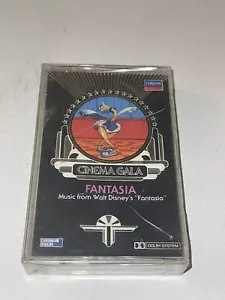 LONDON
CINEMA GALA
FANTASIA
Music from Walt Disney's "Fantasia"
DOLBY SYSTEM